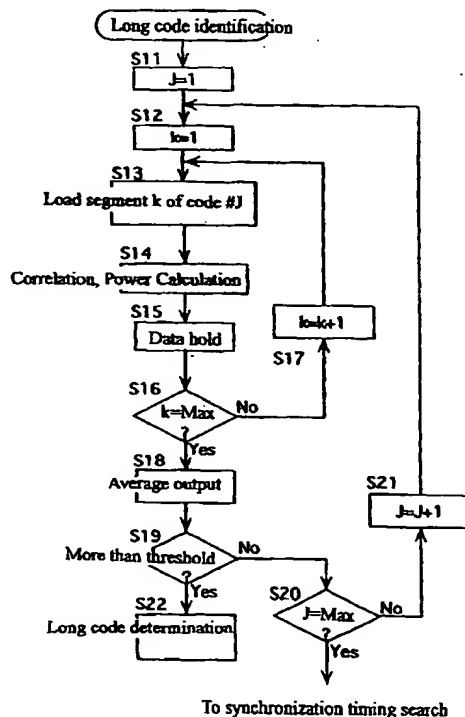 Long code identification
S11
J=1
S12
k=1
S13
Load segment k of code #J
S14
Correlation, Power Calculation
S15
Data hold
k=k+1
S17
S16
k=Max
?
No
Yes
S18
Average output
S21
J=J+1
S19
More than threshold
?
No
Yes
S20
J=Max
?
No
Yes
S22
Long code determination
To synchronization timing search